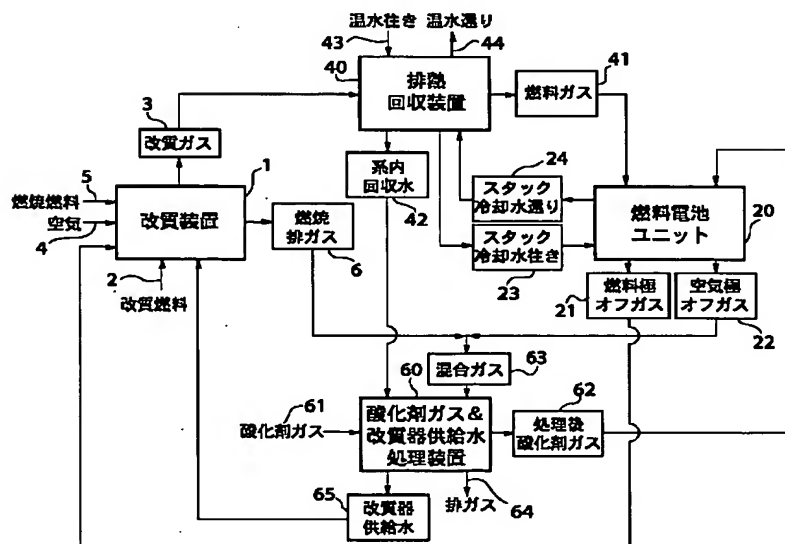 温水往き
温水還り
43
44
40
排熱
回収装置
41
燃料ガス
3
改質ガス
1
系内
回収水
42
24
スタック
冷却水還り
5
燃焼燃料
空気
4
改質装置
燃焼
排ガス
6
スタック
冷却水往き
23
燃料電池
ユニット
20
2
改質燃料
21
燃料極
オフガス
空気極
オフガス
22
混合ガス
63
60
61
酸化剤ガス
酸化剤ガス&
改質器供給水
処理装置
62
処理後
酸化剤ガス
65
改質器
供給水
排ガス
64